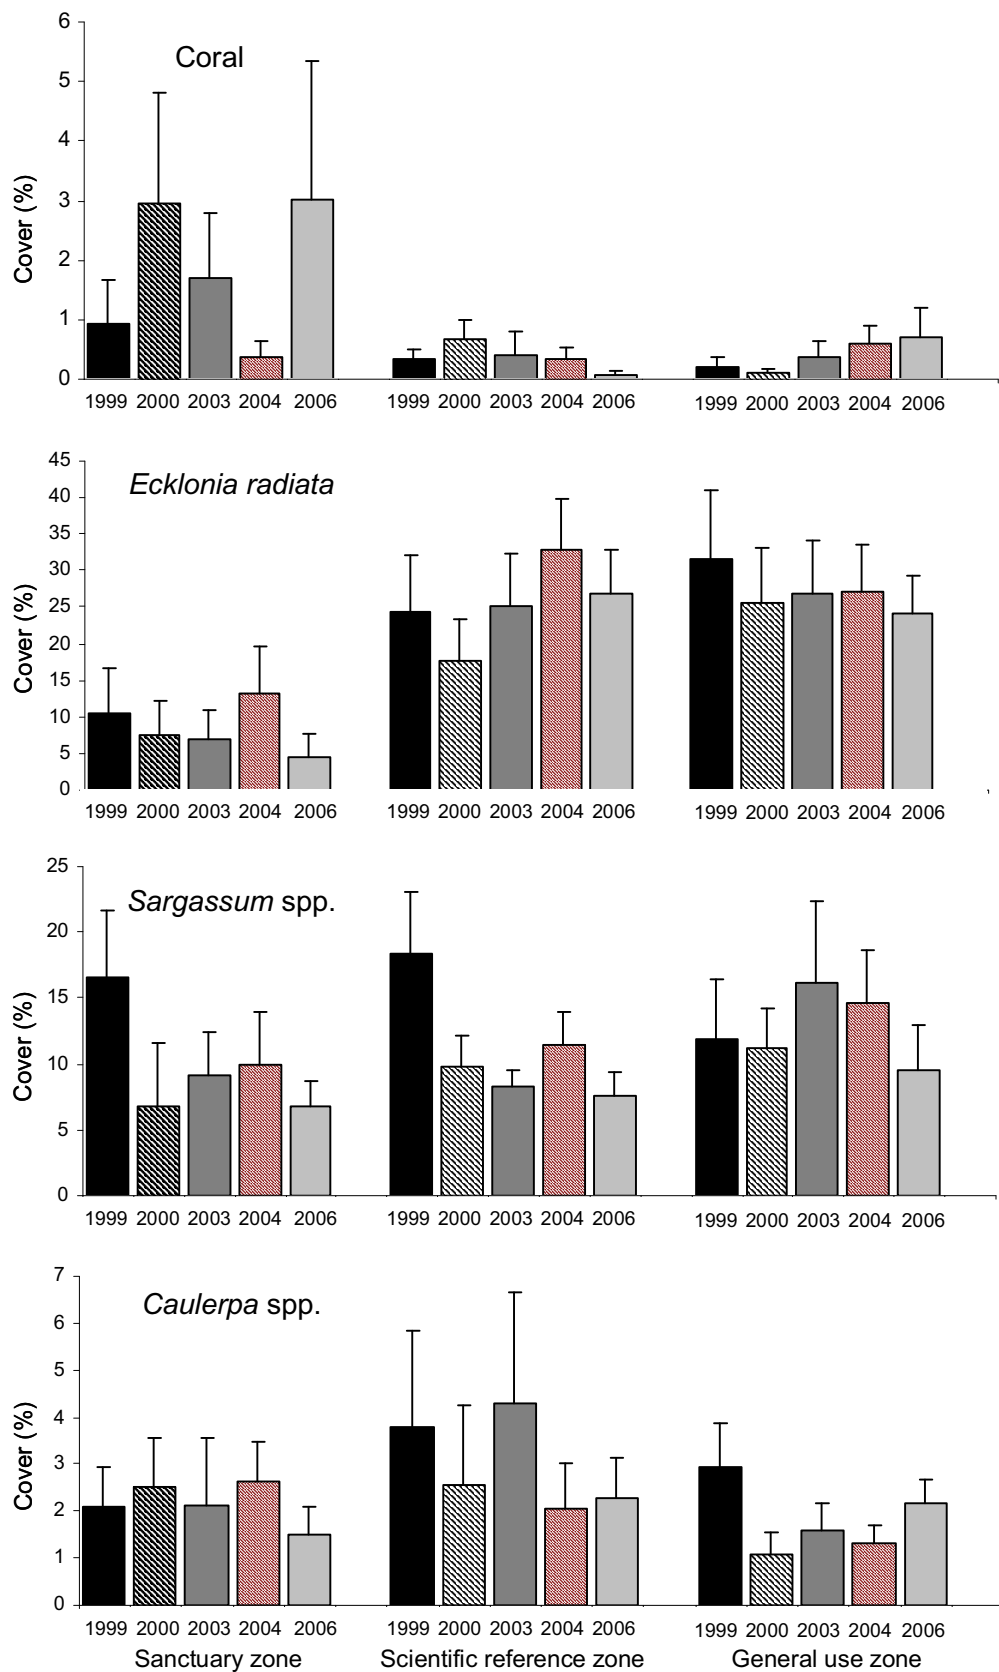 6
Coral
5
4
3
2
1
0
Cover (%)
1999 2000 2003 2004 2006 1999 2000 2003 2004 2006 1999 2000 2003 2004 2006
45
Ecklonia radiata
40
35
30
25
20
15
10
5
0
Cover (%)
1999 2000 2003 2004 2006 1999 2000 2003 2004 2006 1999 2000 2003 2004 2006
25
Sargassum spp.
20
15
10
5
0
Cover (%)
1999 2000 2003 2004 2006 1999 2000 2003 2004 2006 1999 2000 2003 2004 2006
7
Caulerpa spp.
6
5
4
3
2
1
0
Cover (%)
1999 2000 2003 2004 2006 1999 2000 2003 2004 2006 1999 2000 2003 2004 2006
Sanctuary zone Scientific reference zone General use zone